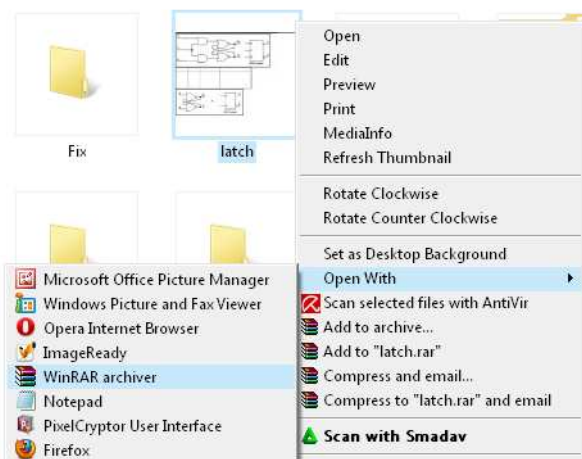 Fix
latch
Open
Edit
Preview
Print
MediaInfo
Refresh Thumbnail
Rotate Clockwise
Rotate Counter Clockwise
Set as Desktop Background
Open With
Scan selected files with AntiVir
Add to archive...
Add to "latch.rar"
Compress and email...
Compress to "latch.rar" and email
Scan with Smadav
Microsoft Office Picture Manager
Windows Picture and Fax Viewer
Opera Internet Browser
ImageReady
WinRAR archiver
Notepad
PixelCryptor User Interface
Firefox